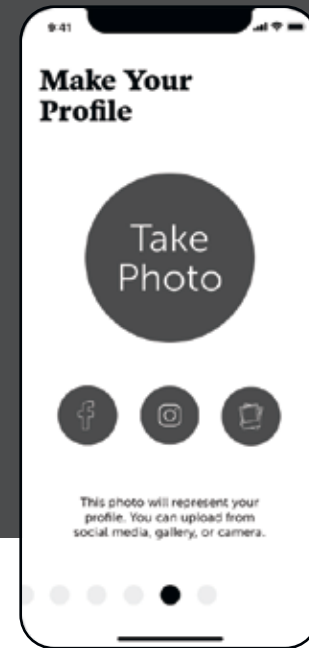 9:41
Make Your
Profile
Take
Photo
This photo will represent your
profile. You can upload from
social media, gallery, or camera.